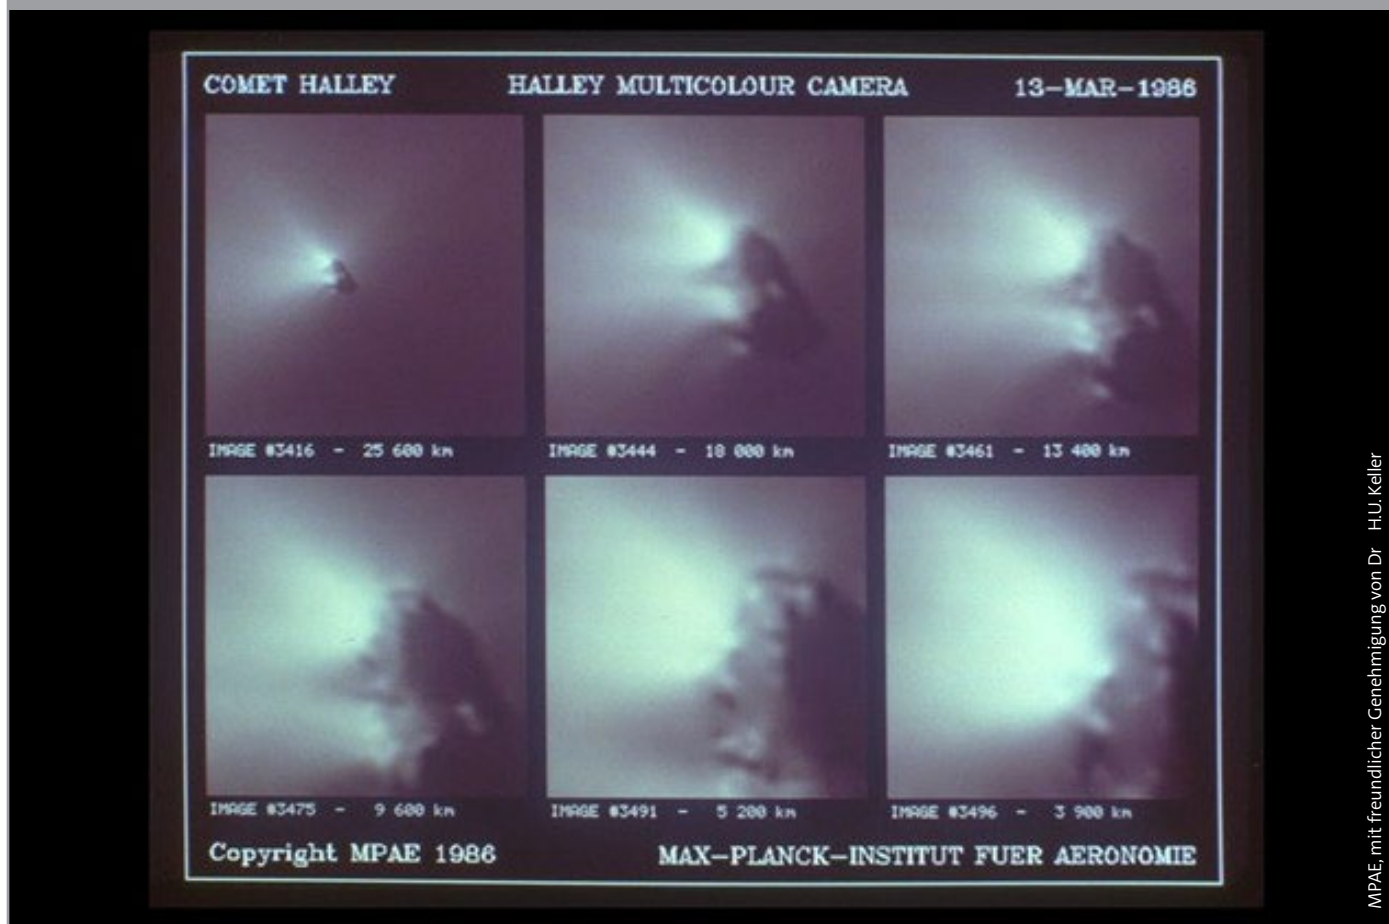 COMET HALLEY HALLEY MULTICOLOUR CAMERA 13-MAR-1986
IMAGE #3416 - 25 600 km
IMAGE #3444 - 18 000 km
IMAGE #3461 - 13 400 km
IMAGE #3475 - 9 600 km
IMAGE #3491 - 5 200 km
IMAGE #3496 - 3 900 km
Copyright MPAE 1986 MAX-PLANCK-INSTITUT FUER AERONOMIE
MPAE, mit freundlicher Genehmigung von Dr H.U. Keller